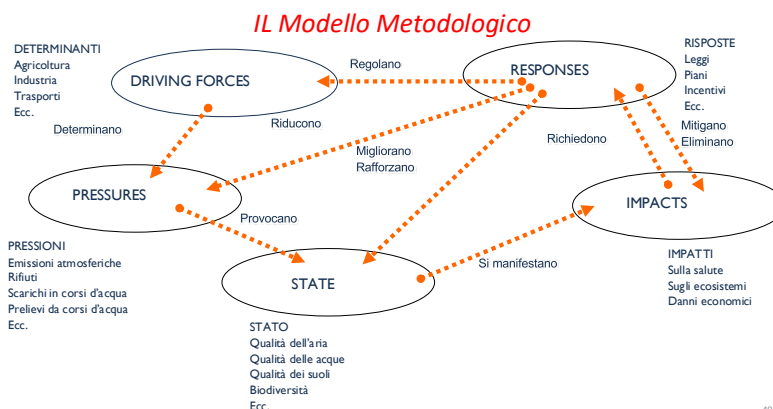 IL Modello Metodologico
DETERMINANTI
Agricoltura
Industria
Trasporti
Ecc.
DRIVING FORCES
Regolano
RESPONSES
RISPOSTE
Leggi
Piani
Incentivi
Ecc.
Determinano
Riducono
Migliorano
Rafforzano
Richiedono
Mitigano
Eliminano
PRESSURES
Provocano
IMPACTS
PRESSIONI
Emissioni atmosferiche
Rifiuti
Scarichi in corsi d'acqua
Prelievi da corsi d'acqua
Ecc.
STATE
Si manifestano
IMPATTI
Sulla salute
Sugli ecosistemi
Danni economici
STATO
Qualità dell'aria
Qualità delle acque
Qualità dei suoli
Biodiversità
Ecc.